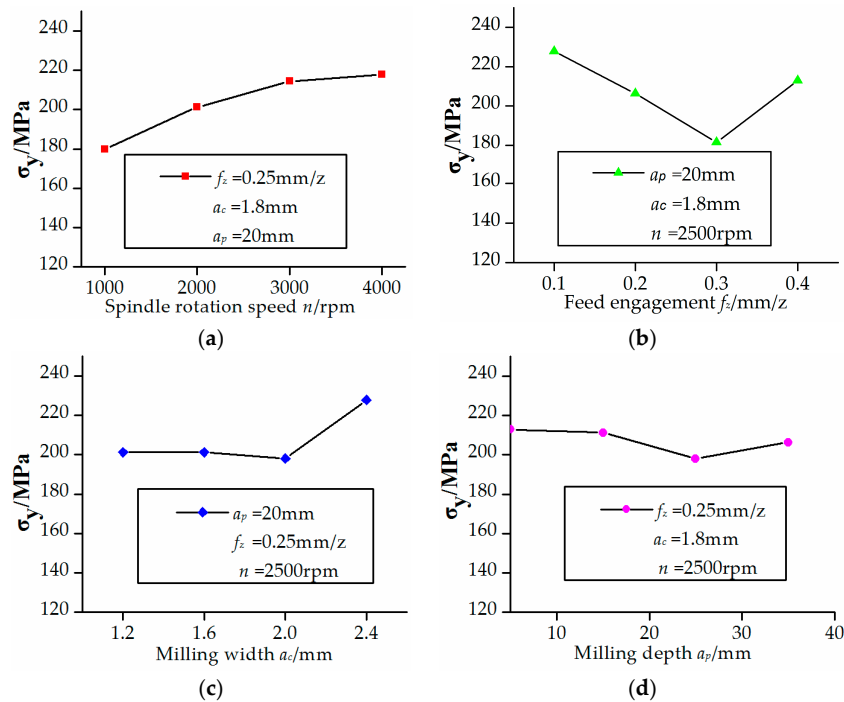 240
220
200
180
160
140
120
σy/MPa
fz =0.25mm/z
ac =1.8mm
ap =20mm
1000 2000 3000 4000
Spindle rotation speed n/rpm
(a)
240
220
200
180
160
140
120
σy/MPa
ap =20mm
ac =1.8mm
n =2500rpm
0.1 0.2 0.3 0.4
Feed engagement fz/mm/z
(b)
240
220
200
180
160
140
120
σy/MPa
ap =20mm
fz =0.25mm/z
n =2500rpm
1.2 1.6 2.0 2.4
Milling width ac/mm
(c)
240
220
200
180
160
140
120
σy/MPa
fz =0.25mm/z
ac =1.8mm
n =2500rpm
10 20 30 40
Milling depth ap/mm
(d)